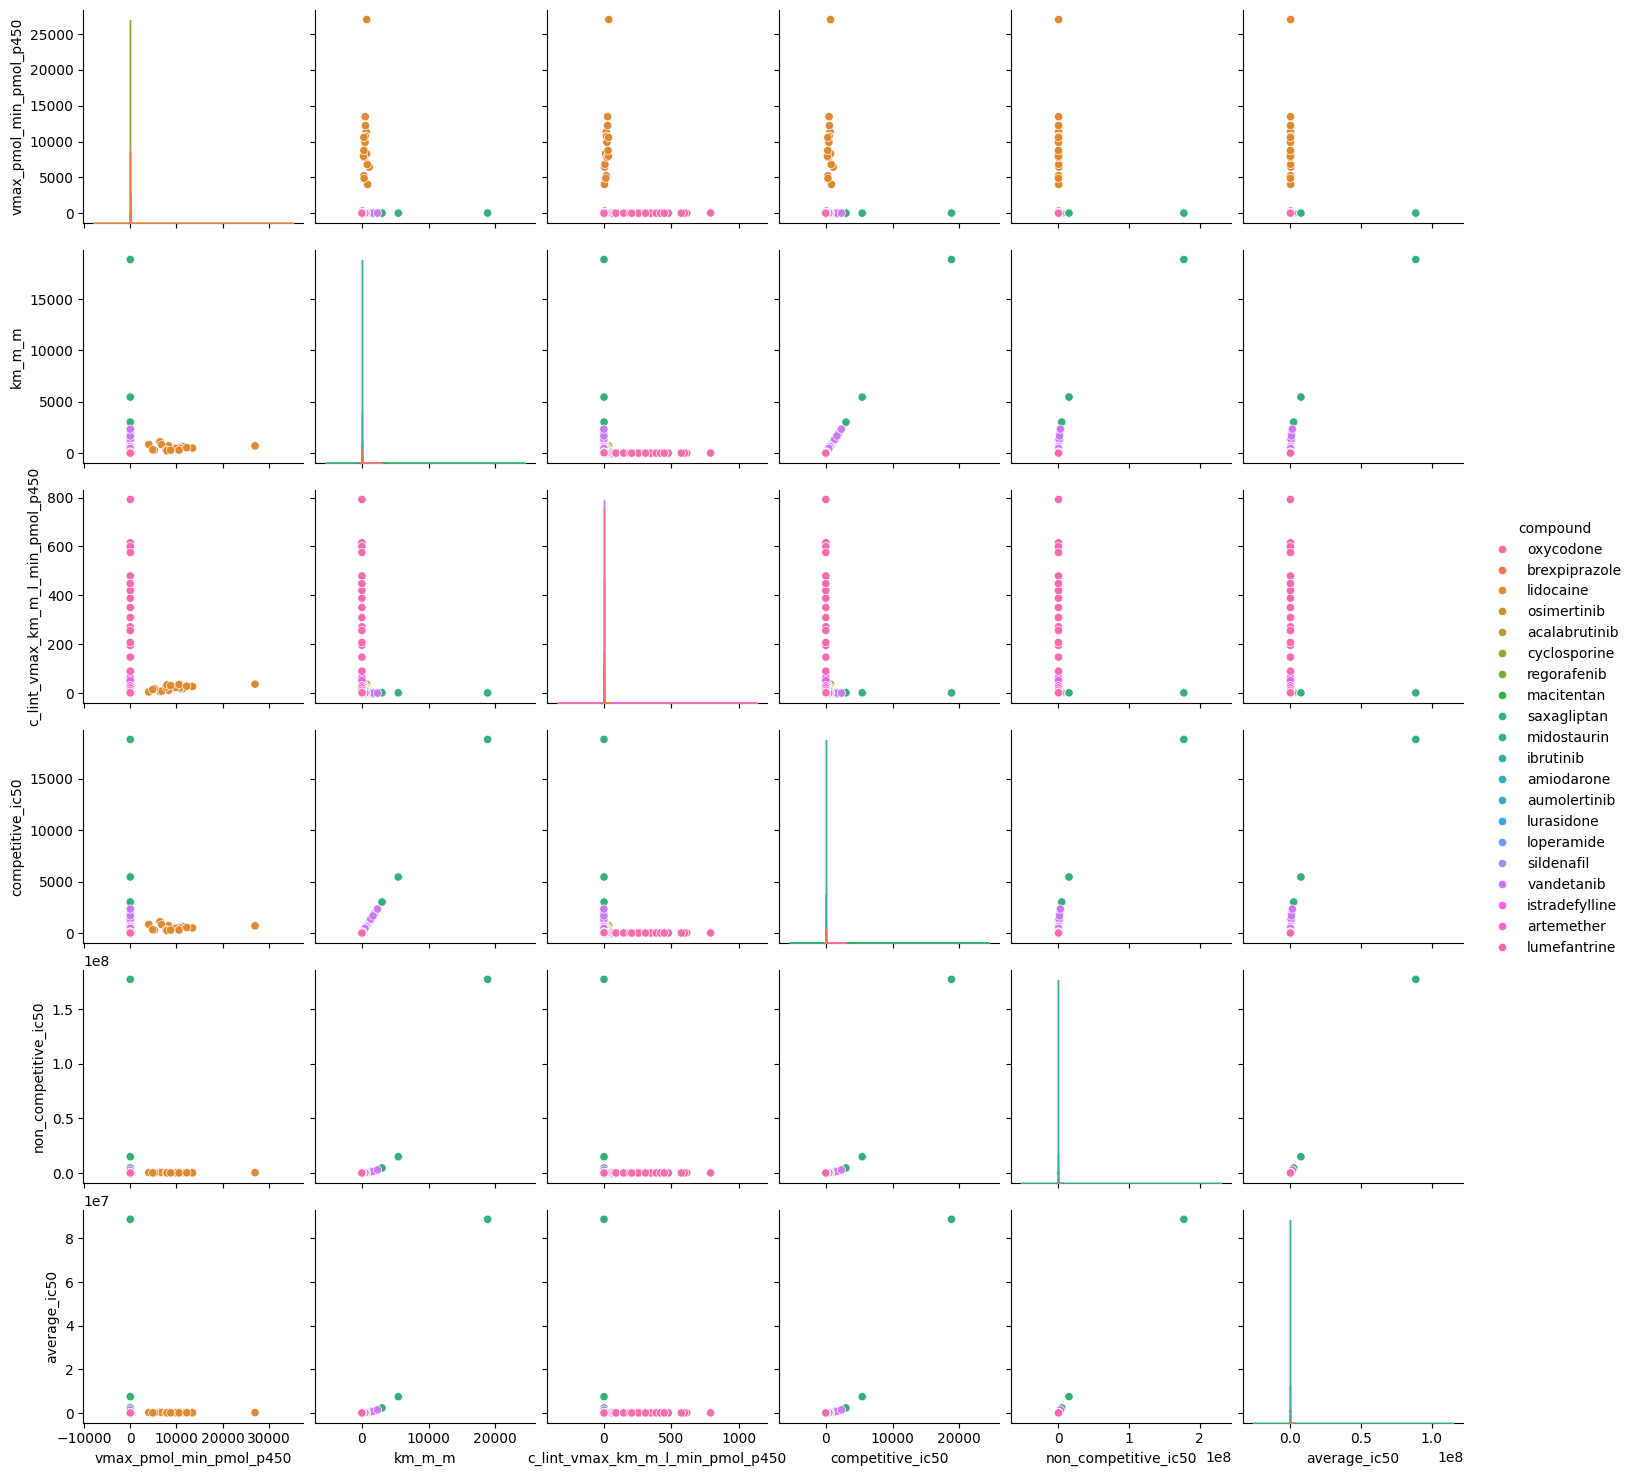 vmax_pmol_min_pmol_p450
25000
20000
15000
10000
5000
0
km_m_m
15000
10000
5000
0
c_lint_vmax_km_m_l_min_pmol_p450
800
600
400
200
0
competitive_ic50
15000
10000
5000
0
compound
oxycodone
brexpiprazole
lidocaine
osimertinib
acalabrutinib
cyclosporine
regorafenib
macitentan
saxagliptan
midostaurin
ibrutinib
amiodarone
aumolertinib
lurasidone
loperamide
sildenafil
vandetanib
istradefylline
artemether
lumefantrine
1e8
non_competitive_ic50
1.5
1.0
0.5
0.0
1e7
average_ic50
8
6
4
2
0
−10000 0 10000 20000 30000
vmax_pmol_min_pmol_p450
0 20000
km_m_m
0 500 1000
c_lint_vmax_km_m_l_min_pmol_p450
0 10000 20000
competitive_ic50
0 1 2
non_competitive_ic50 1e8
0.0 0.5 1.0
average_ic50 1e8